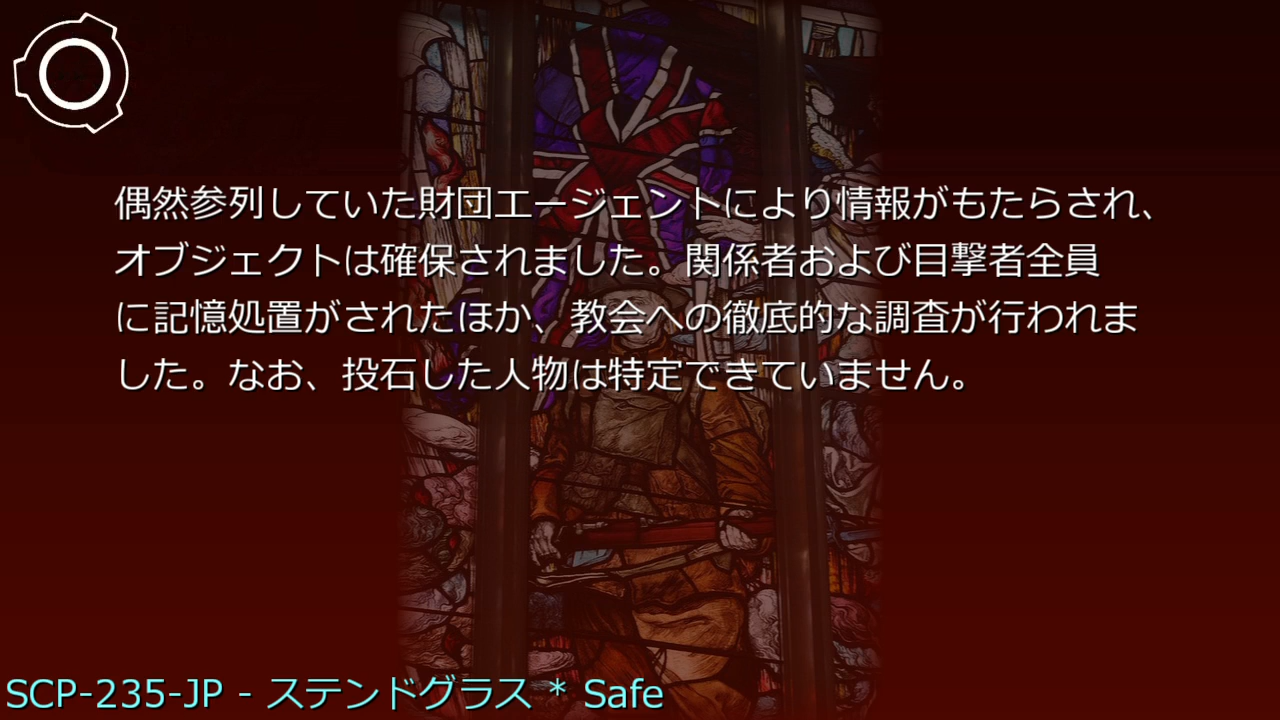 偶然参列していた財団エージェントにより情報がもたらされ、
オブジェクトは確保されました。関係者および目撃者全員
に記憶処置がされたほか、教会への徹底的な調査が行われま
した。なお、投石した人物は特定できていません。
SCP-235-JP - ステンドグラス * Safe